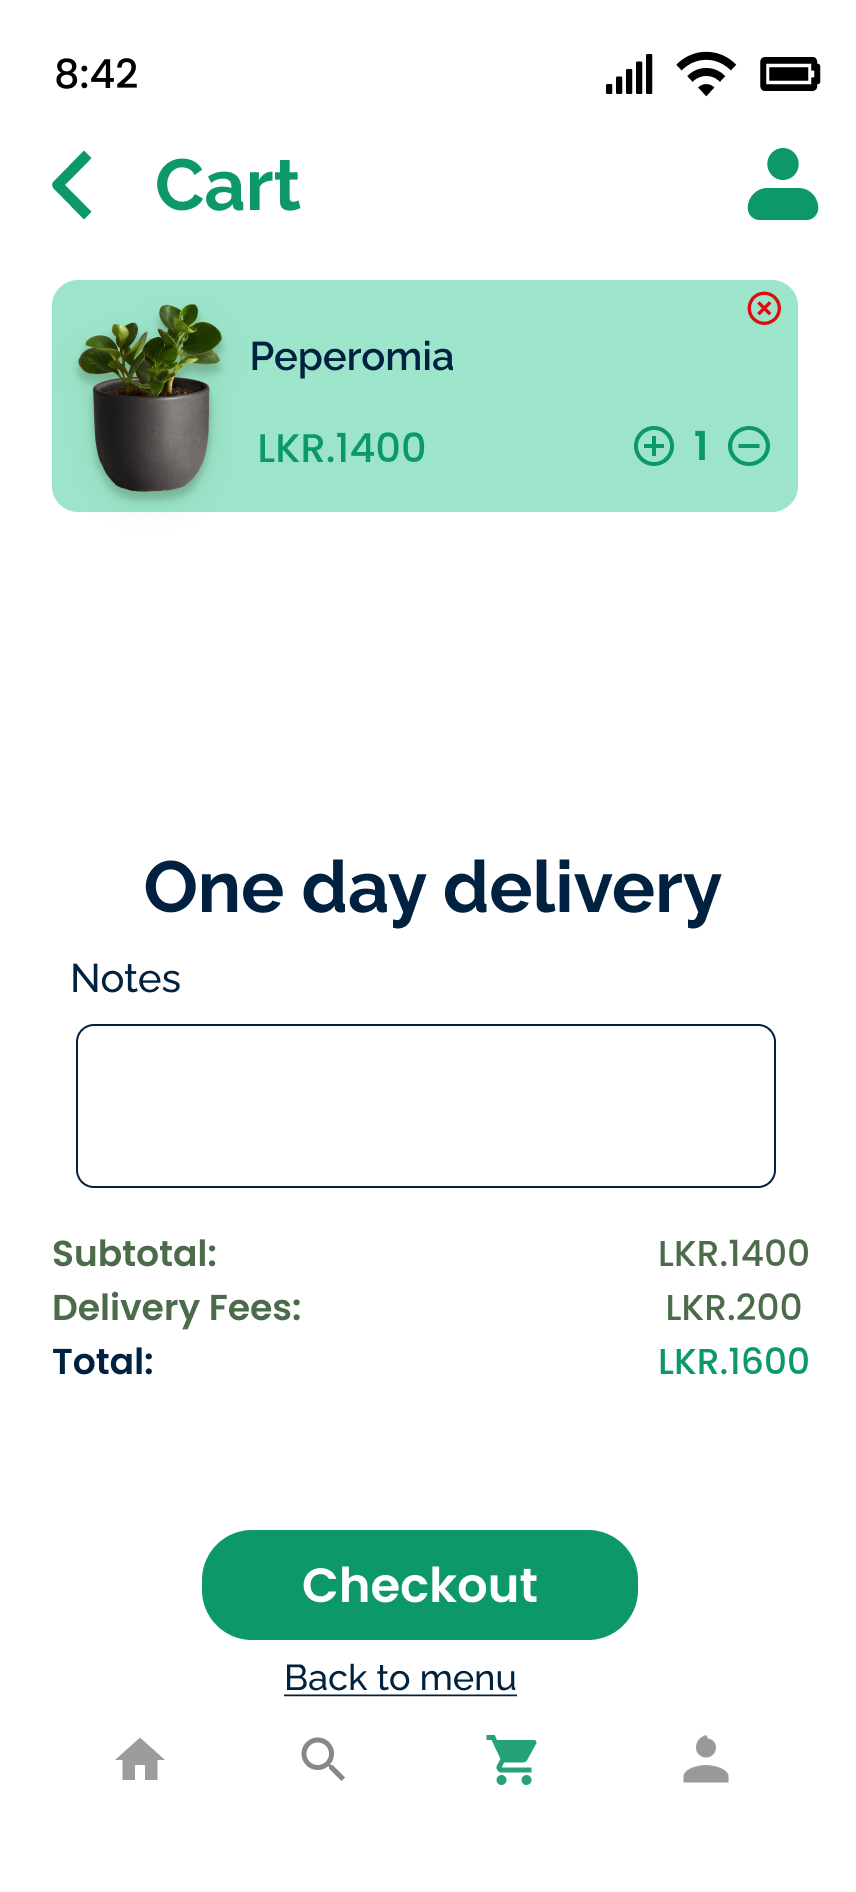 8:42
Cart
Peperomia
LKR.1400
1
One day delivery
Notes
Subtotal: LKR.1400
Delivery Fees: LKR.200
Total: LKR.1600
Checkout
Back to menu